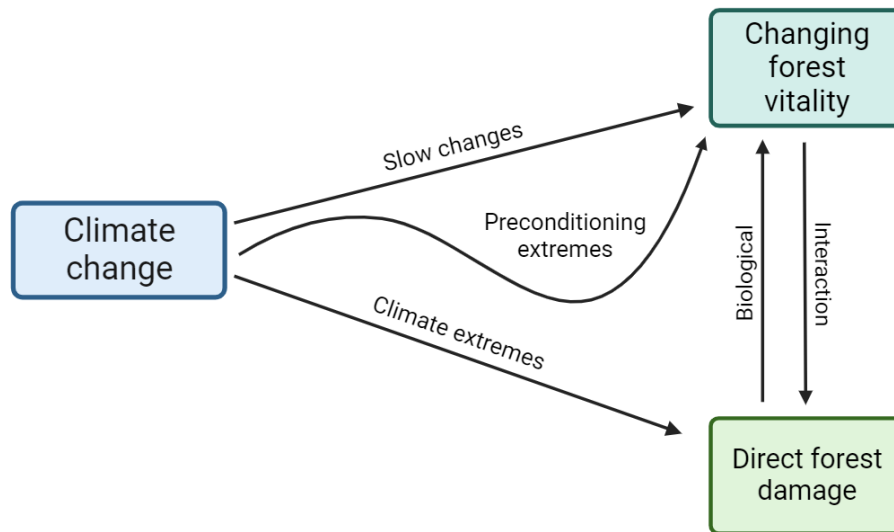 Changing
forest
vitality
Slow changes
Climate
change
Preconditioning
extremes
Climate extremes
Biological
Interaction
Direct forest
damage